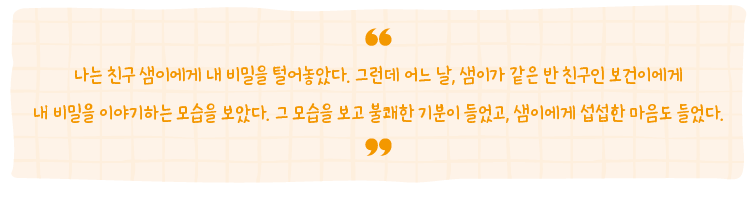 ❝
나는 친구 샘이에게 내 비밀을 털어놓았다. 그런데 어느 날, 샘이가 같은 반 친구인 보건이에게
내 비밀을 이야기하는 모습을 보았다. 그 모습을 보고 불쾌한 기분이 들었고, 샘이에게 섭섭한 마음도 들었다.
❞